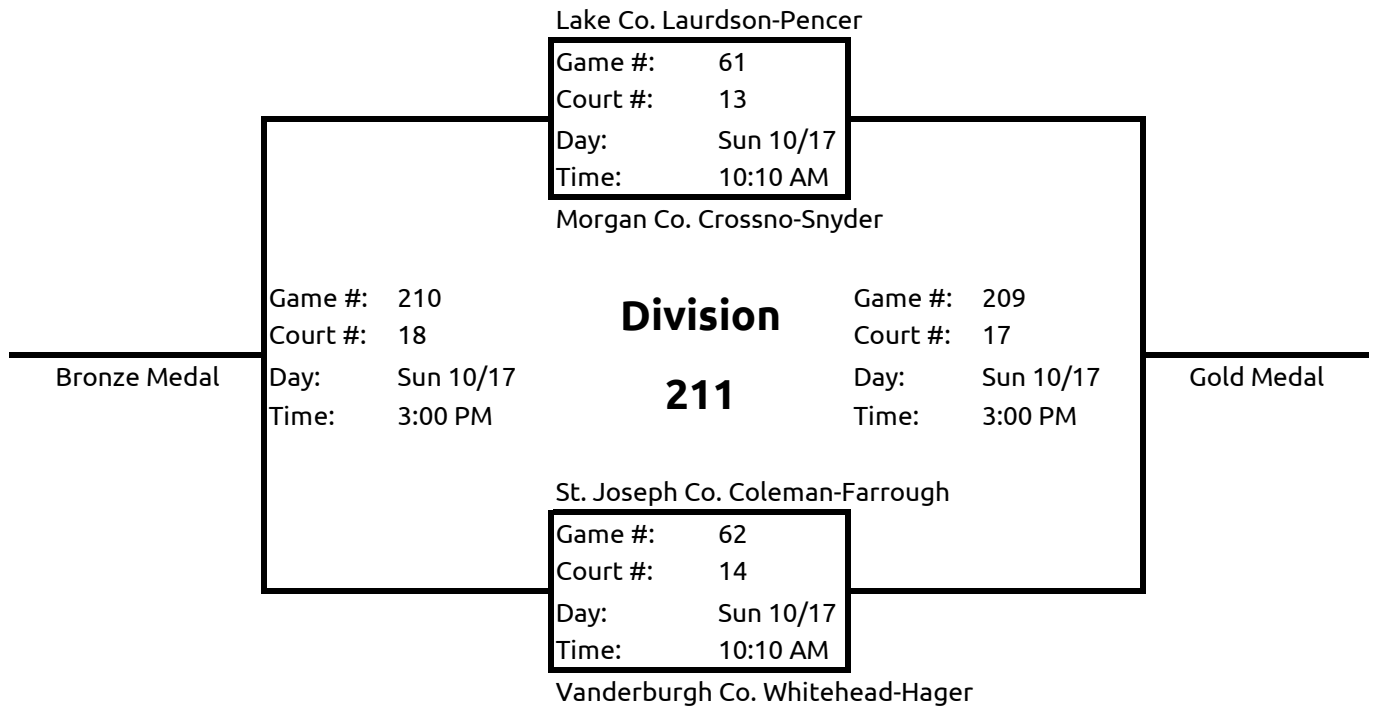 Lake Co. Laurdson-Pencer
Game #: 61
Court #: 13
Day: Sun 10/17
Time: 10:10 AM
Morgan Co. Crossno-Snyder
Game #: 210
Court #: 18
Day: Sun 10/17
Time: 3:00 PM
Bronze Medal
Division
211
Game #: 209
Court #: 17
Day: Sun 10/17
Time: 3:00 PM
Gold Medal
St. Joseph Co. Coleman-Farrough
Game #: 62
Court #: 14
Day: Sun 10/17
Time: 10:10 AM
Vanderburgh Co. Whitehead-Hager